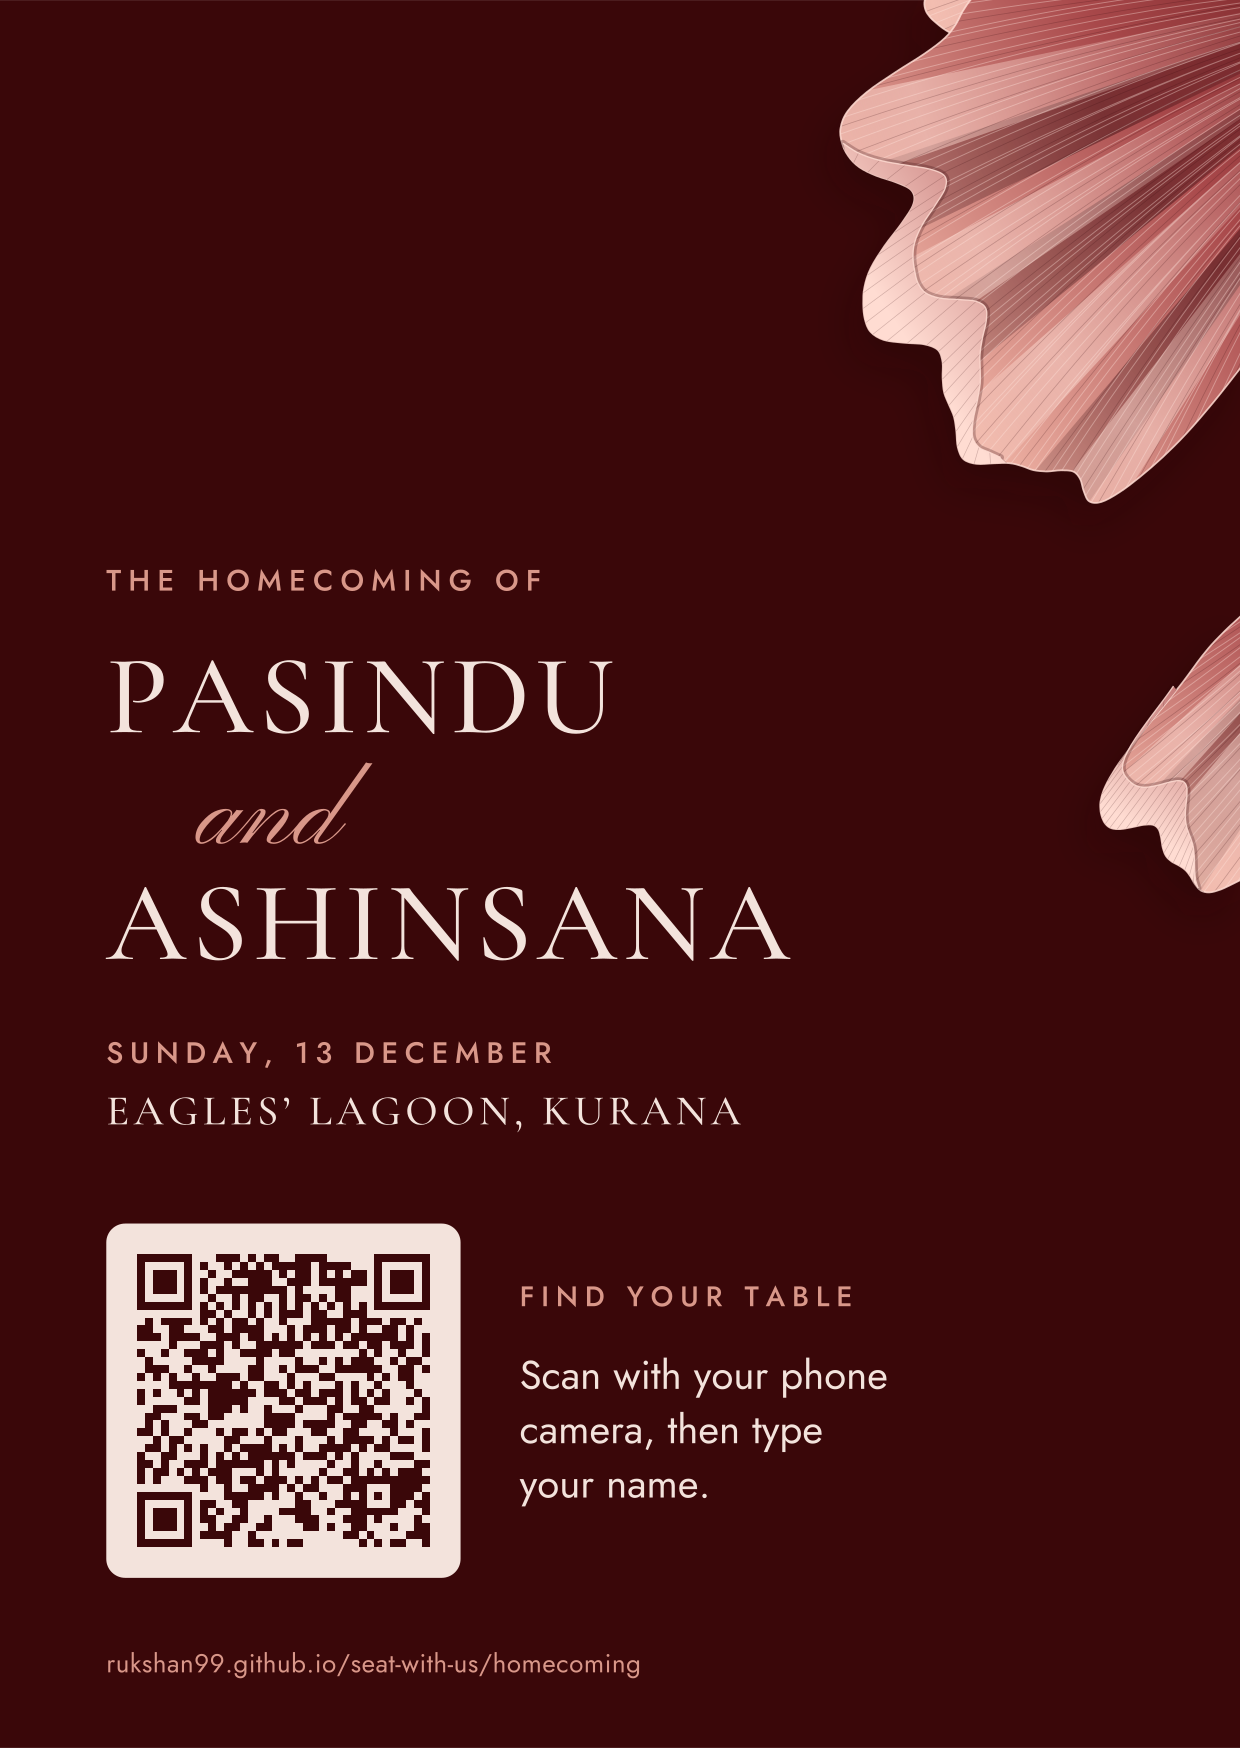 THE HOMECOMING OF
PASINDU
and
ASHINSANA
SUNDAY, 13 DECEMBER
EAGLES’ LAGOON, KURANA
FIND YOUR TABLE
Scan with your phone
camera, then type
your name.
rukshan99.github.io/seat-with-us/homecoming